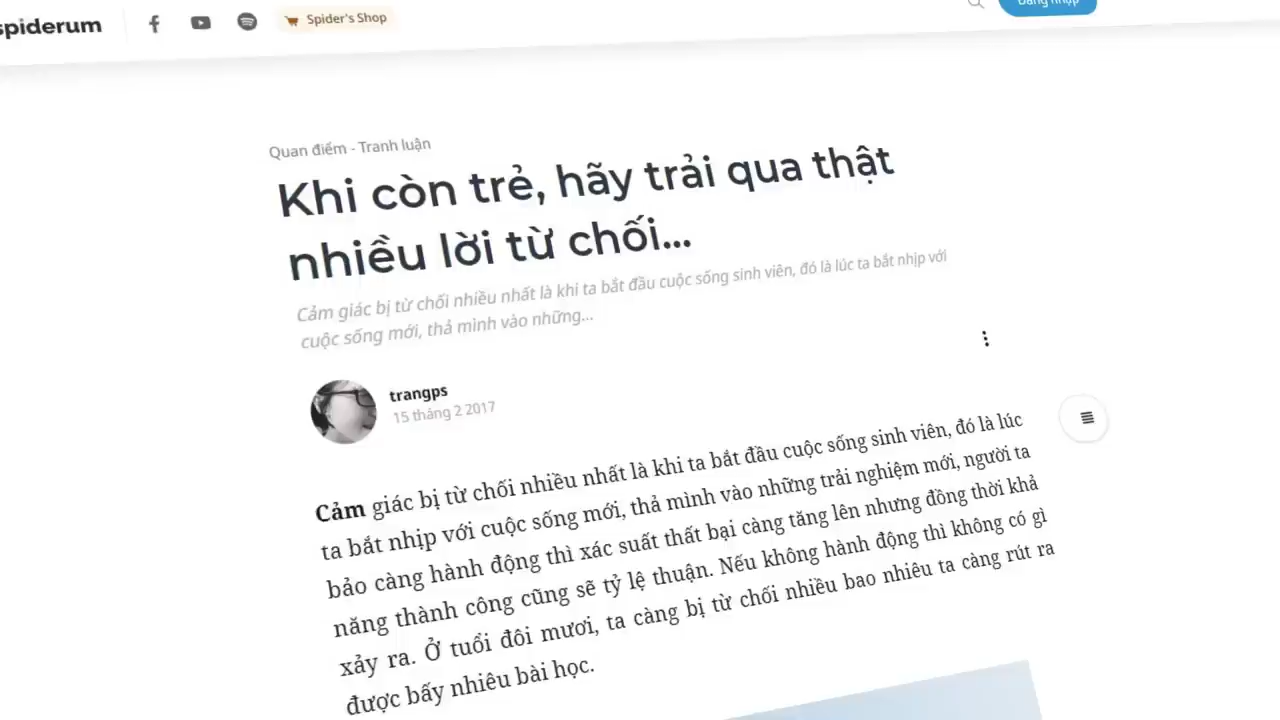 spiderum
Spider's Shop
Đăng nhập
Quan điểm - Tranh luận
Khi còn trẻ, hãy trải qua thật
nhiều lời từ chối...
Cảm giác bị từ chối nhiều nhất là khi ta bắt đầu cuộc sống sinh viên, đó là lúc ta bắt nhịp với
cuộc sống mới, thả mình vào những...
trangps
15 tháng 2 2017
Cảm giác bị từ chối nhiều nhất là khi ta bắt đầu cuộc sống sinh viên, đó là lúc
ta bắt nhịp với cuộc sống mới, thả mình vào những trải nghiệm mới, người ta
bảo càng hành động thì xác suất thất bại càng tăng lên nhưng đồng thời khả
năng thành công cũng sẽ tỷ lệ thuận. Nếu không hành động thì không có gì
xảy ra. Ở tuổi đôi mươi, ta càng bị từ chối nhiều bao nhiêu ta càng rút ra
được bấy nhiêu bài học.